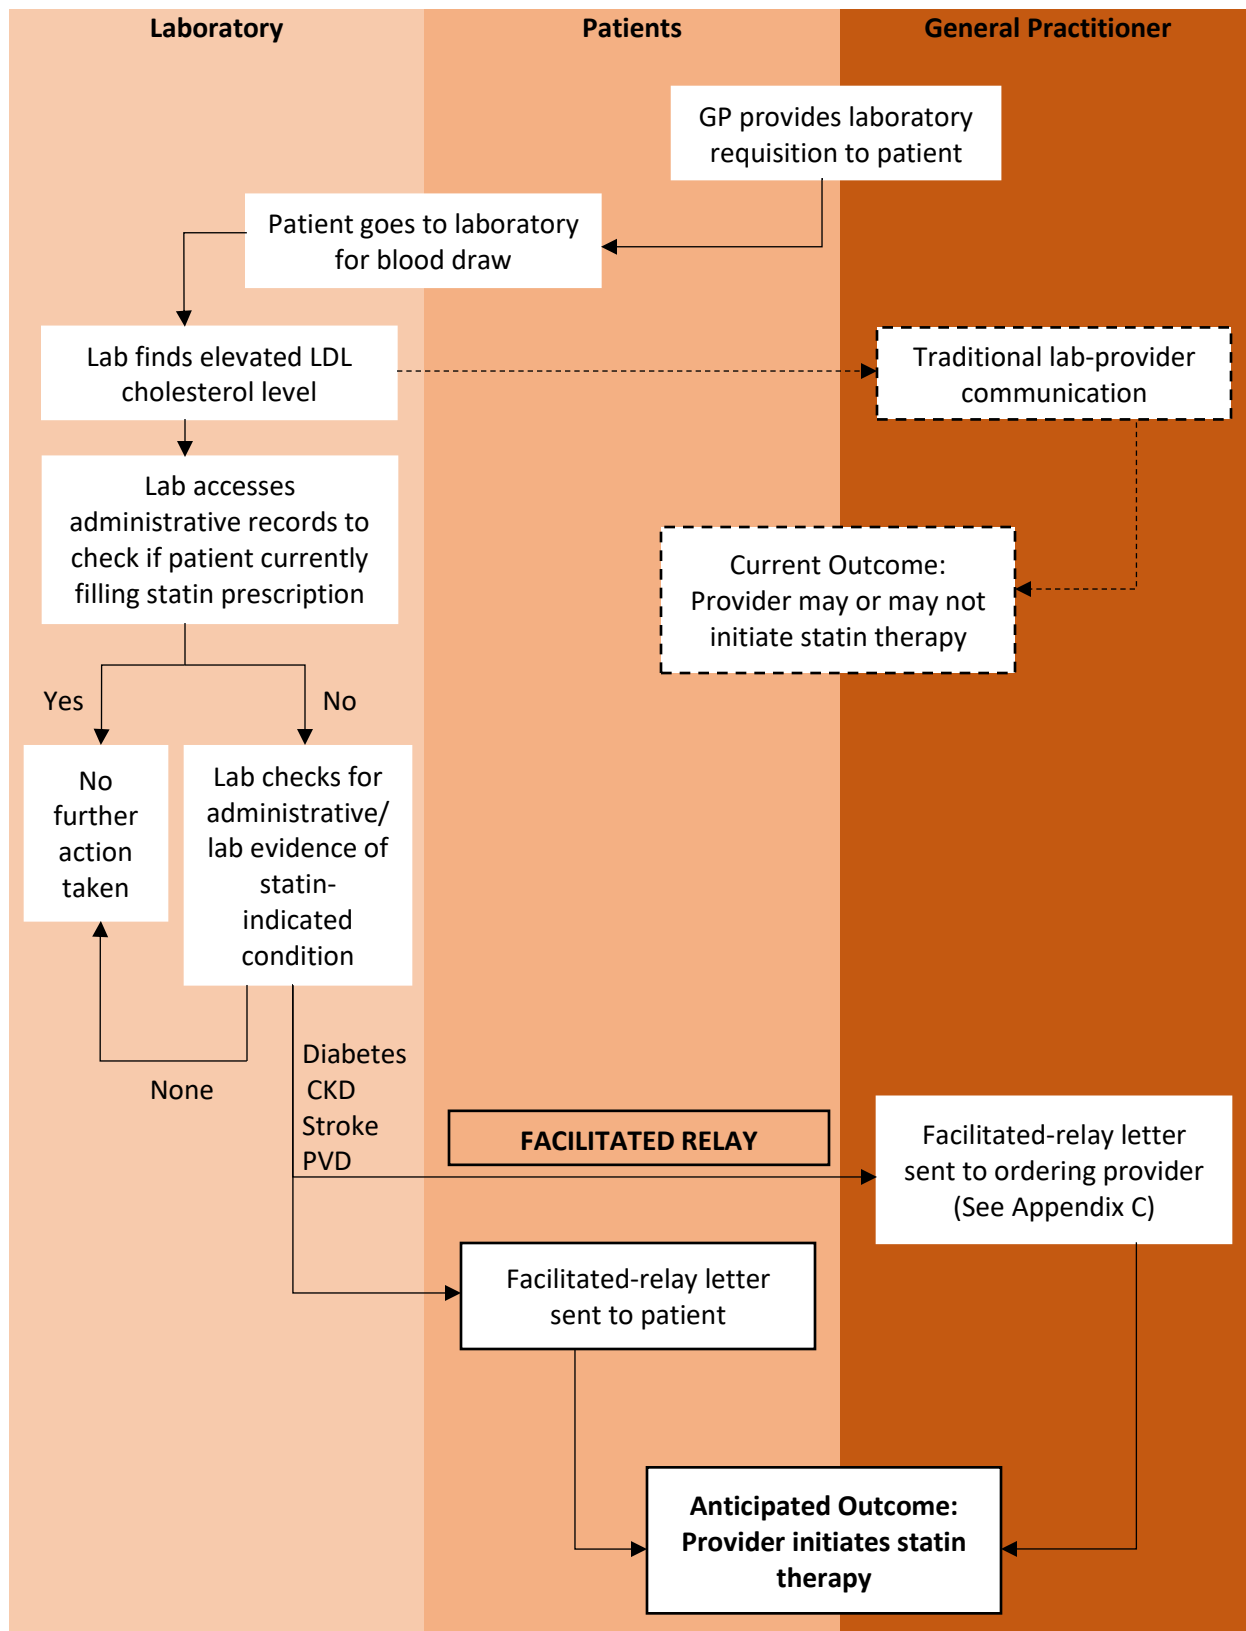 Laboratory
Patients
General Practitioner
GP provides laboratory
requisition to patient
Patient goes to laboratory
for blood draw
Lab finds elevated LDL
cholesterol level
Traditional lab-provider
communication
Lab accesses
administrative records to
check if patient currently
filling statin prescription
Current Outcome:
Provider may or may not
initiate statin therapy
Yes
No
No
further
action
taken
Lab checks for
administrative/
lab evidence of
statin-
indicated
condition
None
Diabetes
CKD
Stroke
PVD
FACILITATED RELAY
Facilitated-relay letter
sent to ordering provider
(See Appendix C)
Facilitated-relay letter
sent to patient
Anticipated Outcome:
Provider initiates statin
therapy